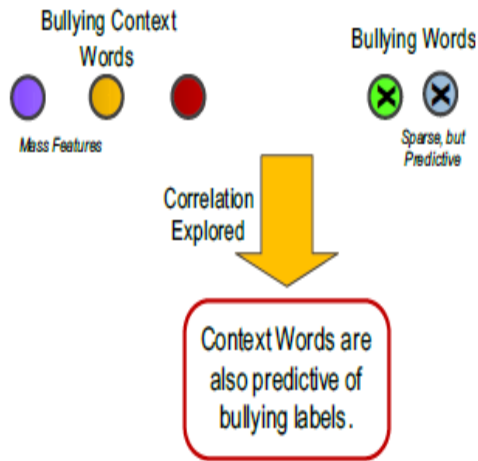 Bullying Context
Words
Bullying Words
Mass Features
Sparse, but
Predictive
Correlation
Explored
Context Words are
also predictive of
bullying labels.